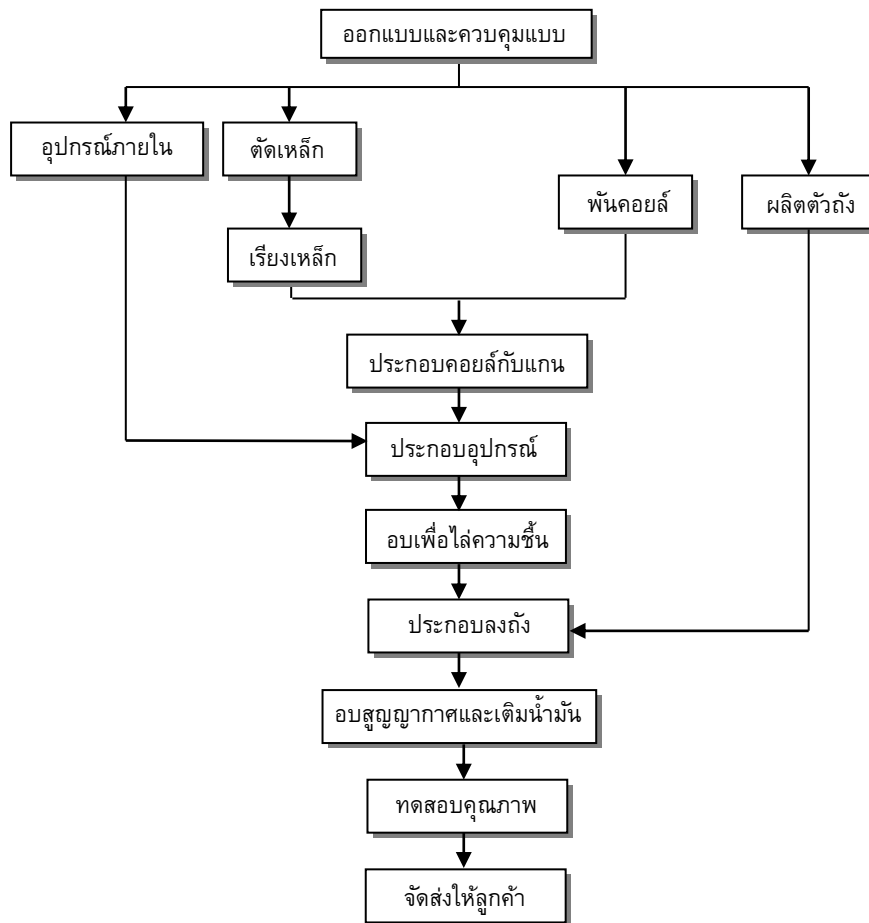 ออกแบบและควบคุมแบบ
อุปกรณ์ภายใน
ตัดเหล็ก
พันคอยล์
ผลิตตัวถัง
เรียงเหล็ก
ประกอบคอยล์กับแกน
ประกอบอุปกรณ์
อบเพื่อไล่ความชื้น
ประกอบลงถัง
อบสูญญากาศและเติมน้ำมัน
ทดสอบคุณภาพ
จัดส่งให้ลูกค้า